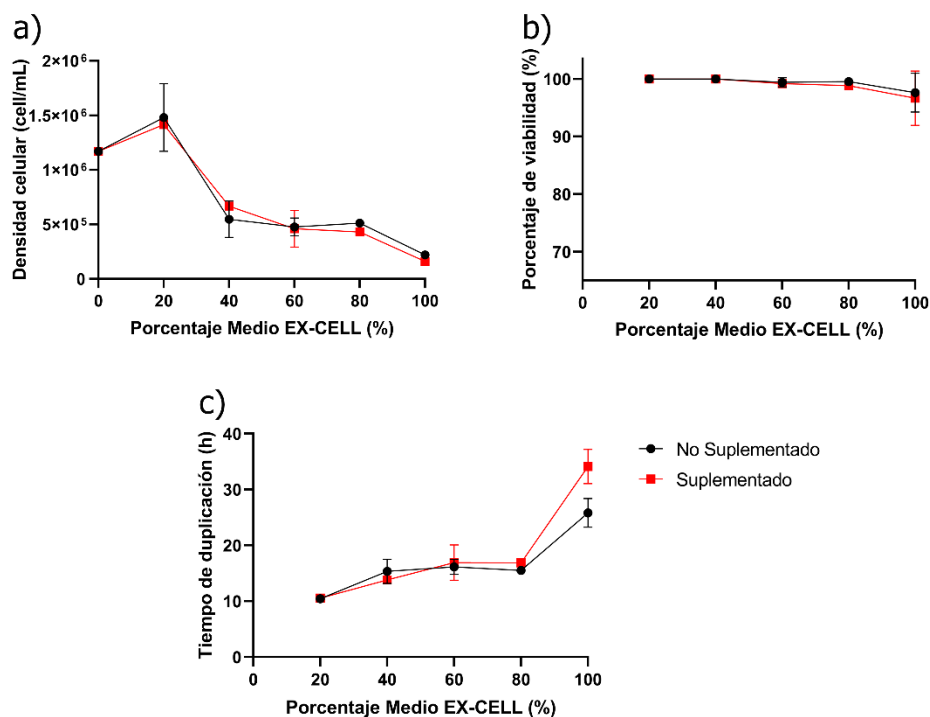 a)
Densidad celular (cell/mL)
2×10⁶
1.5×10⁶
1×10⁶
5×10⁵
0
0 20 40 60 80 100
Porcentaje Medio EX-CELL (%)
b)
Porcentaje de viabilidad (%)
100
90
80
70
0 20 40 60 80 100
Porcentaje Medio EX-CELL (%)
c)
Tiempo de duplicación (h)
40
30
20
10
0
0 20 40 60 80 100
Porcentaje Medio EX-CELL (%)
No Suplementado
Suplementado